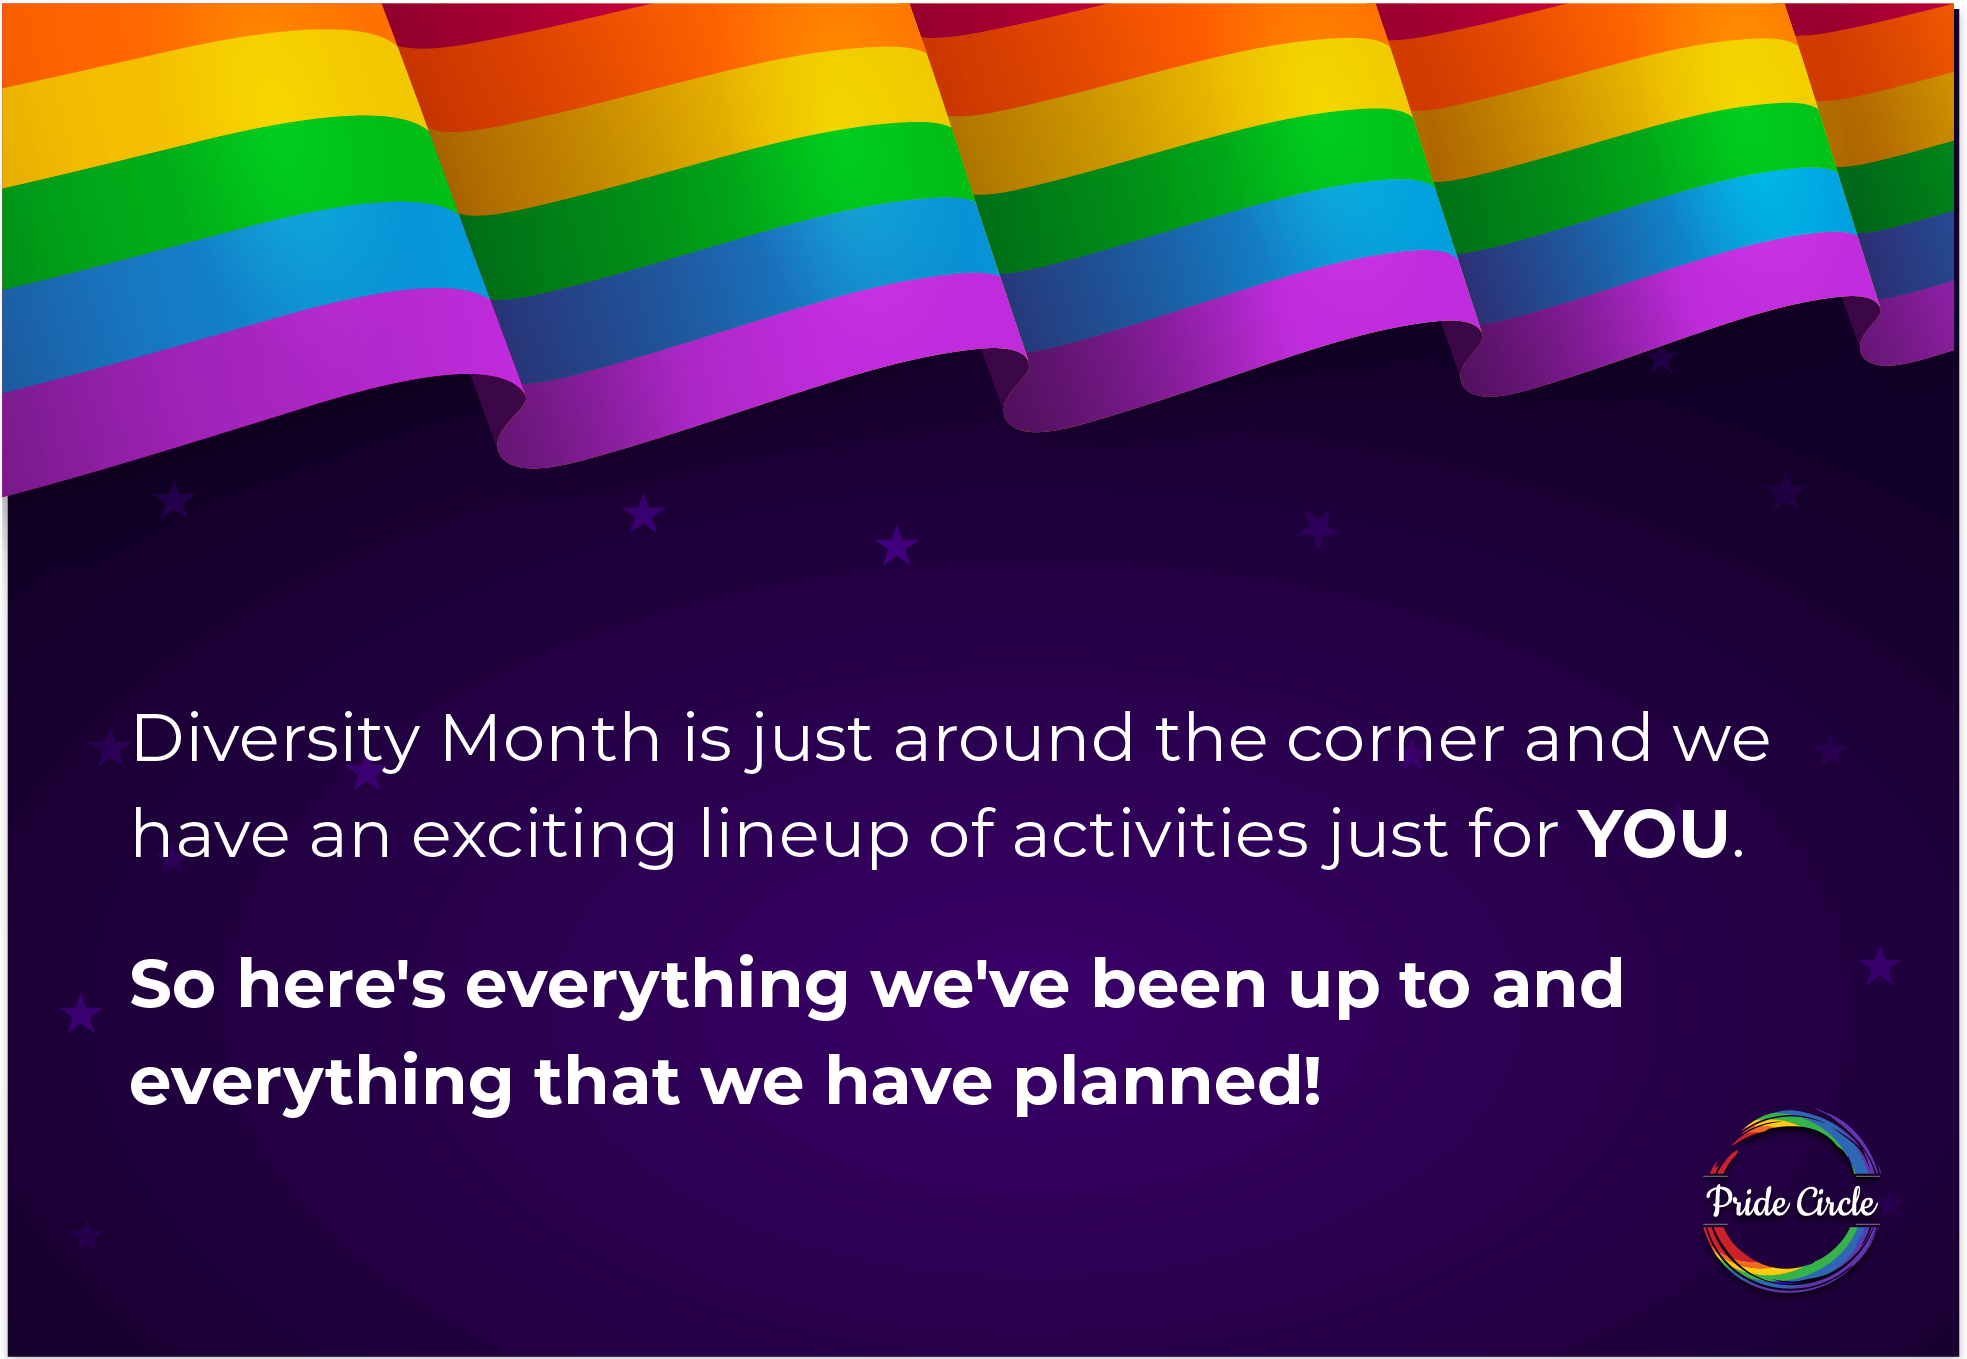 Diversity Month is just around the corner and we
have an exciting lineup of activities just for YOU.
So here's everything we've been up to and
everything that we have planned!
Pride Circle